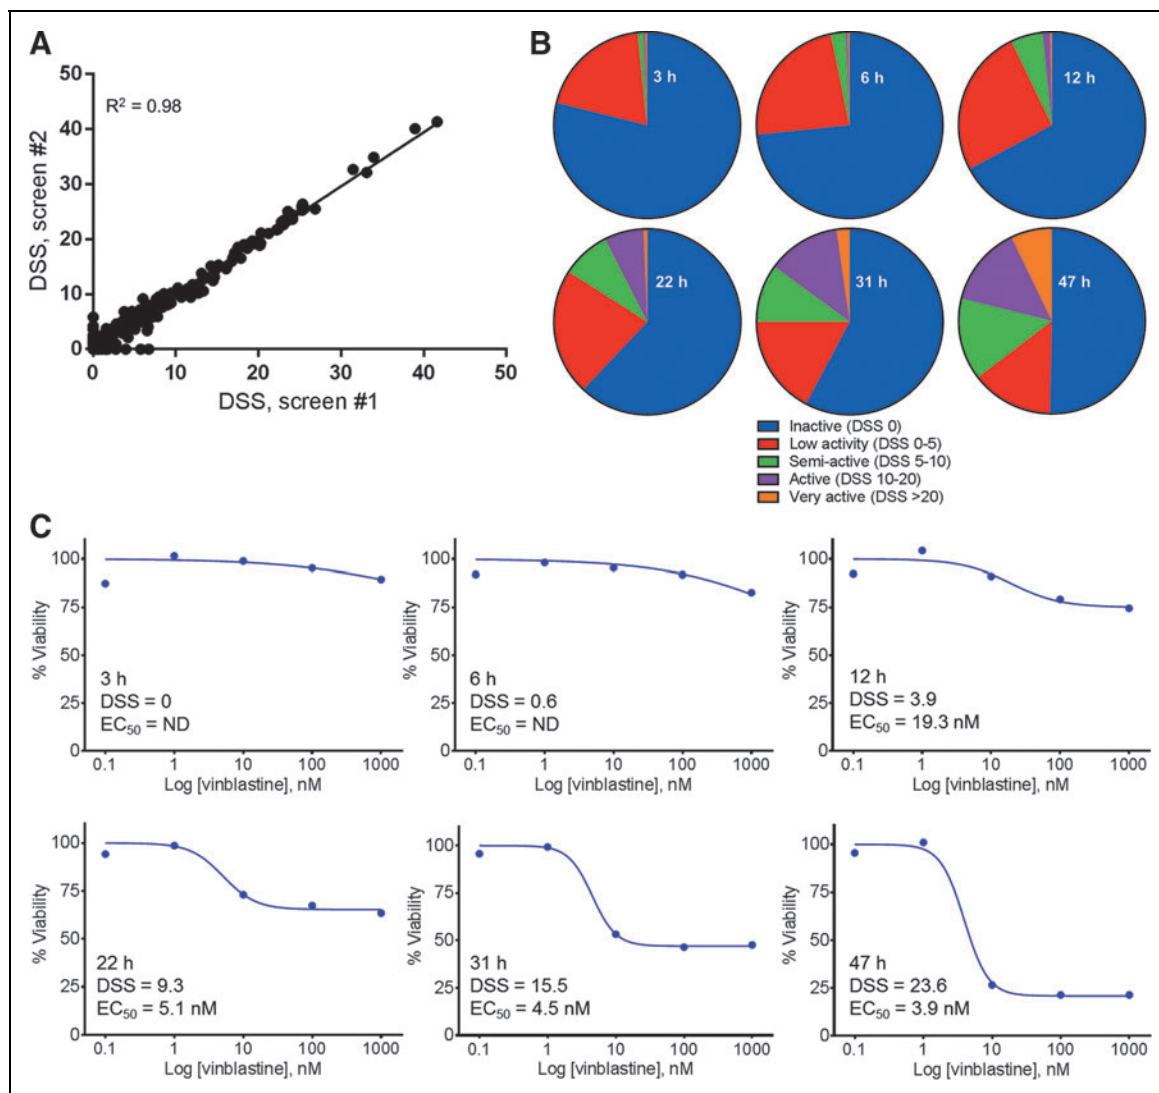 A
50
40
30
20
10
0
R² = 0.98
DSS, screen #2
0 10 20 30 40 50
DSS, screen #1
B
3 h
6 h
12 h
22 h
31 h
47 h
Inactive (DSS 0)
Low activity (DSS 0-5)
Semi-active (DSS 5-10)
Active (DSS 10-20)
Very active (DSS >20)
C
100
75
50
25
0
% Viability
3 h
DSS = 0
EC₅₀ = ND
0.1 1 10 100 1000
Log [vinblastine], nM
100
75
50
25
0
% Viability
6 h
DSS = 0.6
EC₅₀ = ND
0.1 1 10 100 1000
Log [vinblastine], nM
100
75
50
25
0
% Viability
12 h
DSS = 3.9
EC₅₀ = 19.3 nM
0.1 1 10 100 1000
Log [vinblastine], nM
100
75
50
25
0
% Viability
22 h
DSS = 9.3
EC₅₀ = 5.1 nM
0.1 1 10 100 1000
Log [vinblastine], nM
100
75
50
25
0
% Viability
31 h
DSS = 15.5
EC₅₀ = 4.5 nM
0.1 1 10 100 1000
Log [vinblastine], nM
100
75
50
25
0
% Viability
47 h
DSS = 23.6
EC₅₀ = 3.9 nM
0.1 1 10 100 1000
Log [vinblastine], nM